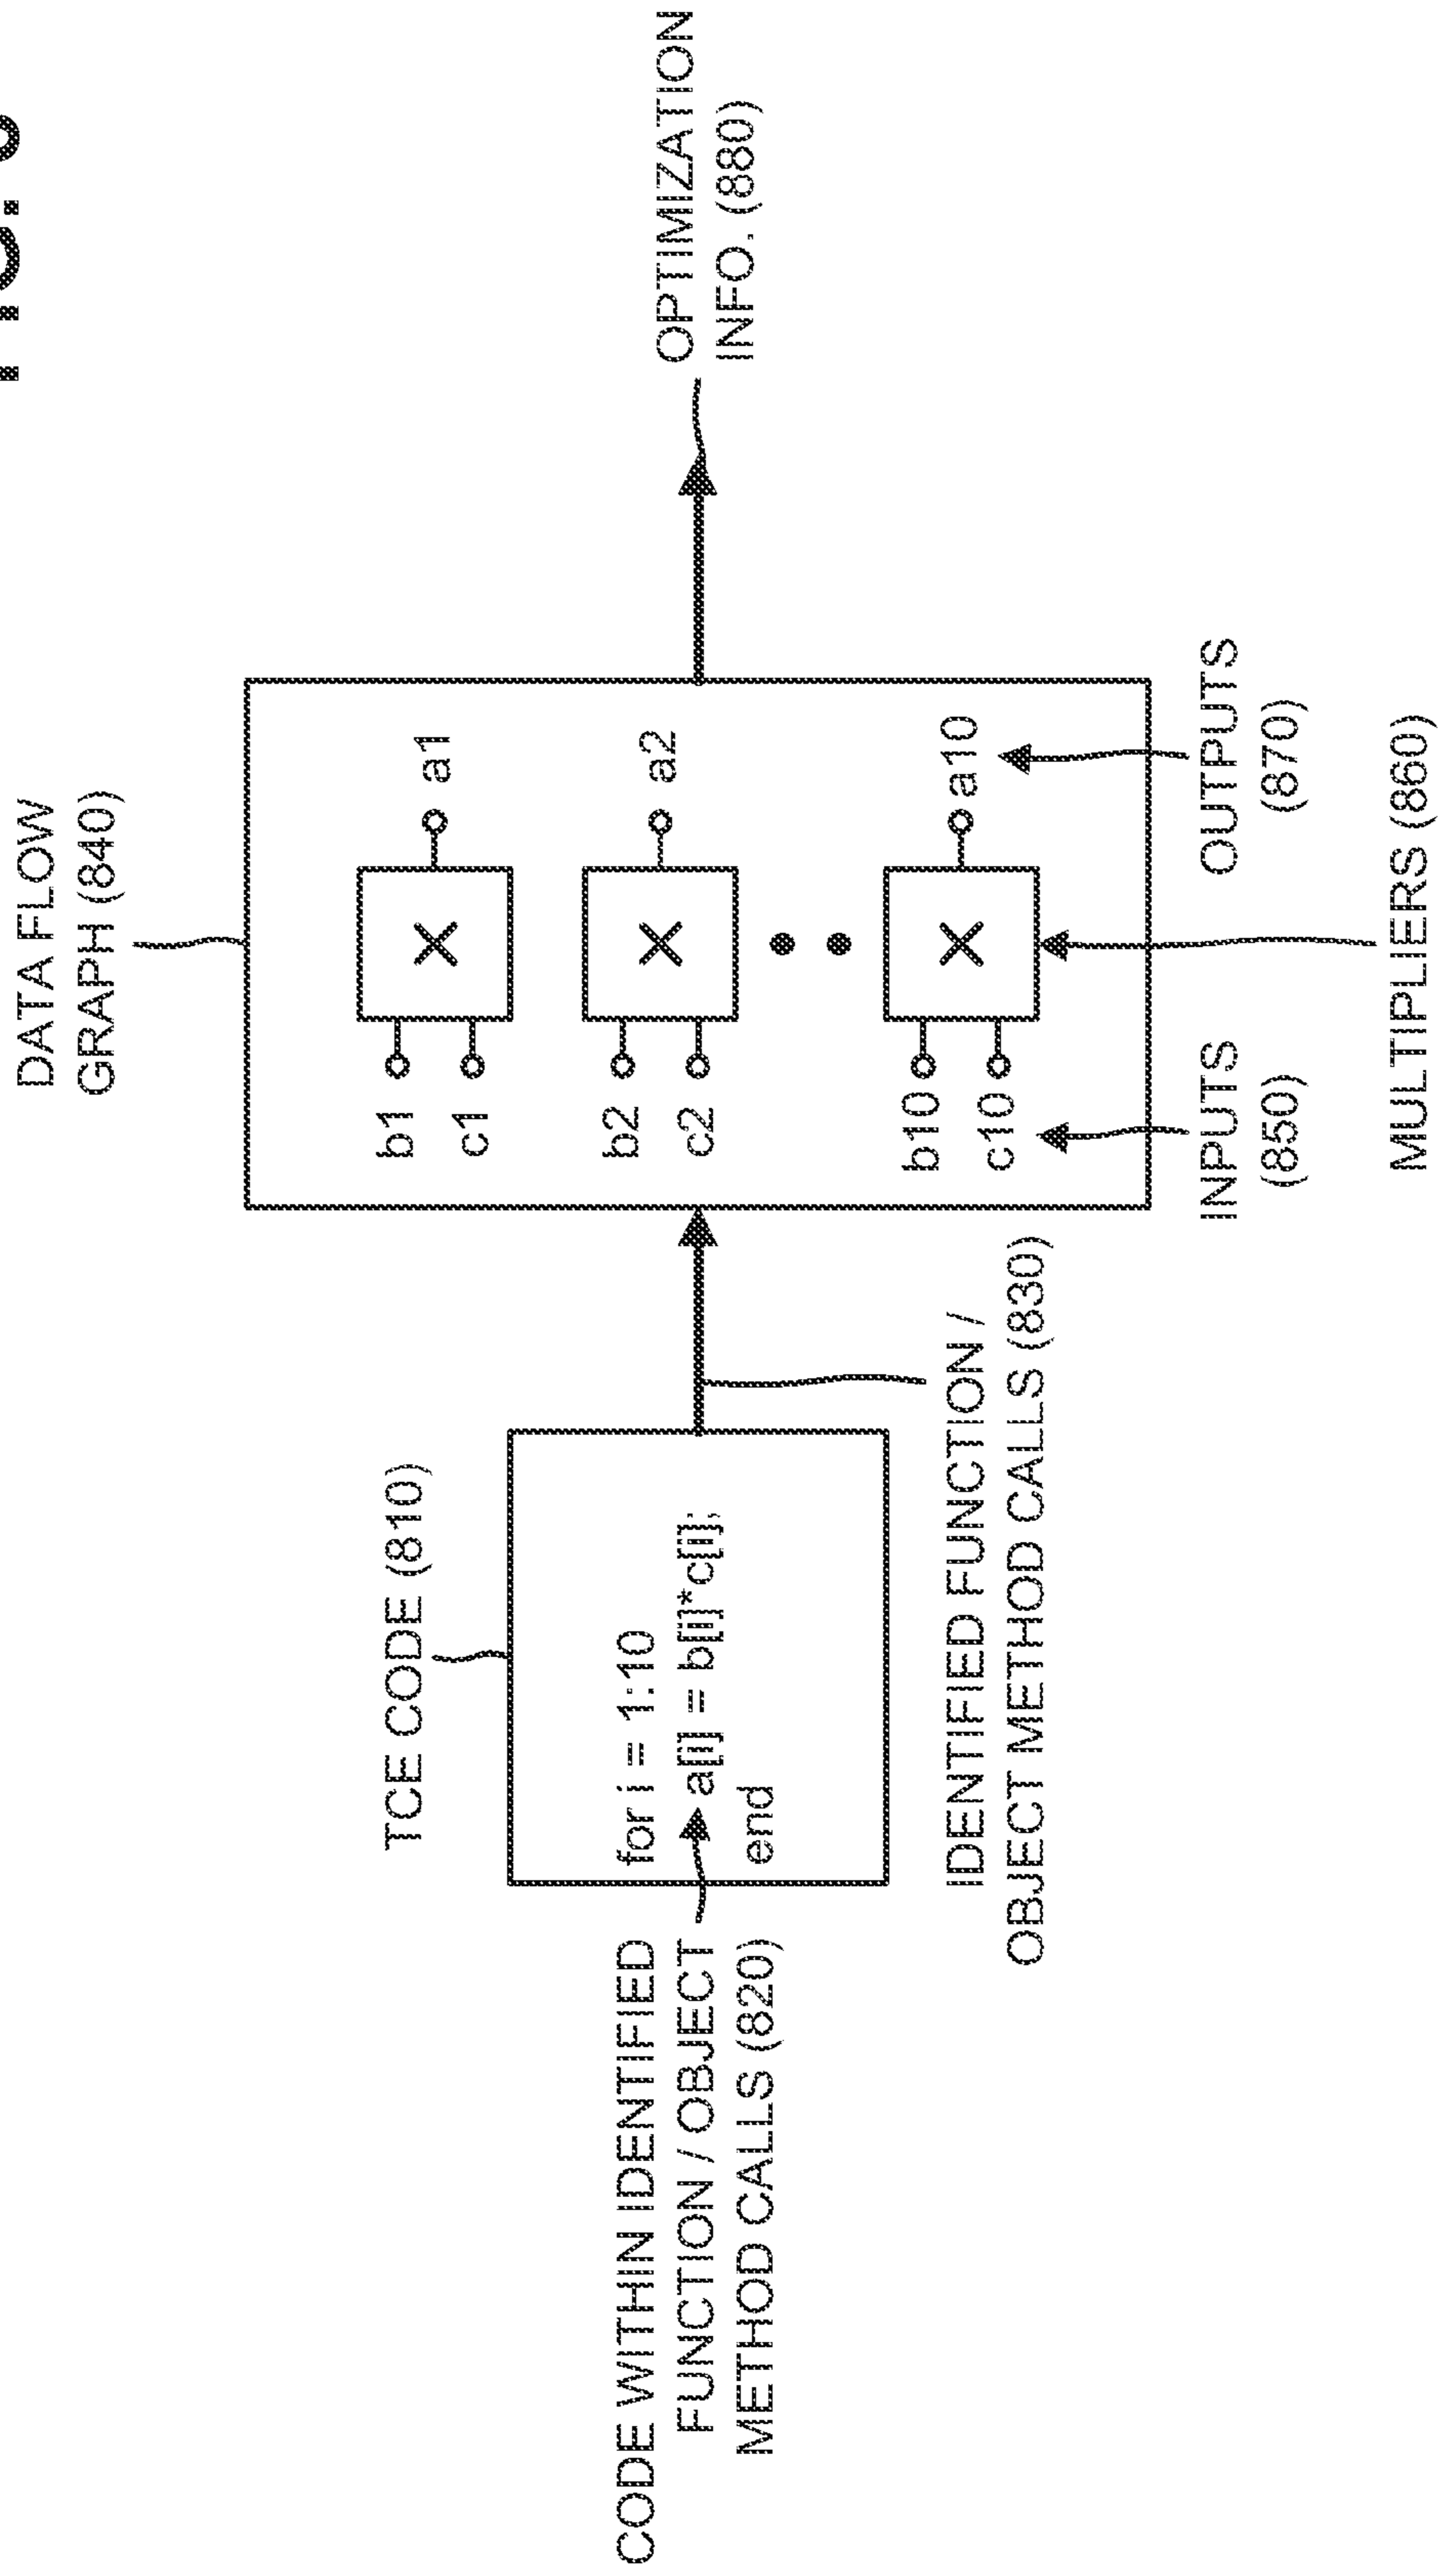 DATA FLOW
GRAPH (840)
TCE CODE (810)
b1
c1
a1
b2
c2
a2
b10
c10
a10
CODE WITHIN IDENTIFIED
FUNCTION / OBJECT
METHOD CALLS (820)
for i = 1:10
a[i] = b[i]*c[i];
end
OPTIMIZATION
INFO. (880)
IDENTIFIED FUNCTION /
OBJECT METHOD CALLS (830)
INPUTS
(850)
OUTPUTS
(870)
MULTIPLIERS (860)